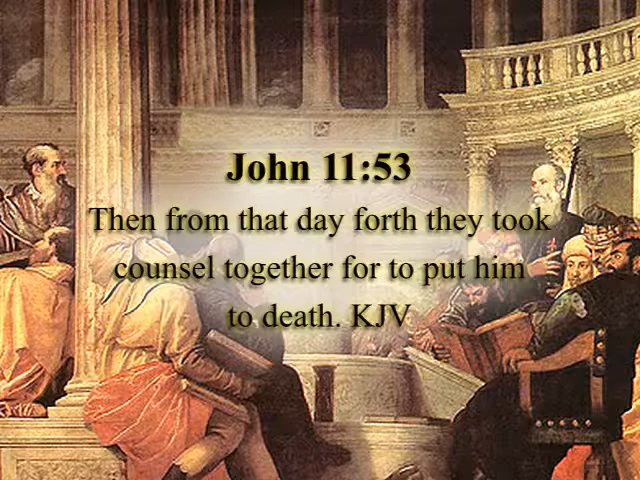 John 11:53
Then from that day forth they took
counsel together for to put him
to death. KJV